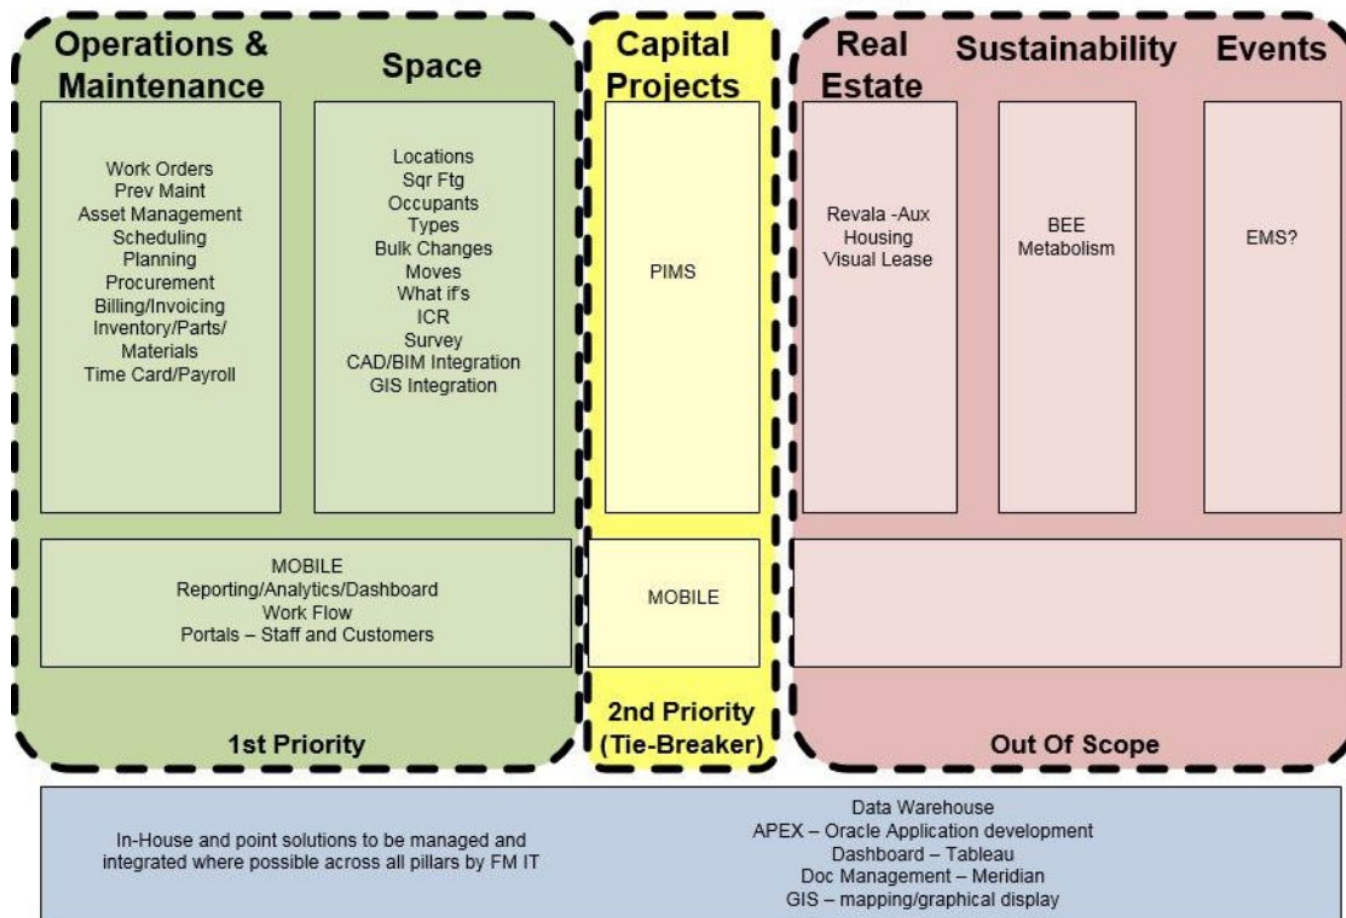 Operations &
Maintenance
Work Orders
Prev Maint
Asset Management
Scheduling
Planning
Procurement
Billing/Invoicing
Inventory/Parts/
Materials
Time Card/Payroll
Space
Locations
Sqr Ftg
Occupants
Types
Bulk Changes
Moves
What if's
ICR
Survey
CAD/BIM Integration
GIS Integration
MOBILE
Reporting/Analytics/Dashboard
Work Flow
Portals – Staff and Customers
1st Priority
Capital
Projects
PIMS
MOBILE
2nd Priority
(Tie-Breaker)
Real
Estate
Revala -Aux
Housing
Visual Lease
Sustainability
BEE
Metabolism
Events
EMS?
Out Of Scope
In-House and point solutions to be managed and
integrated where possible across all pillars by FM IT
Data Warehouse
APEX – Oracle Application development
Dashboard – Tableau
Doc Management – Meridian
GIS – mapping/graphical display